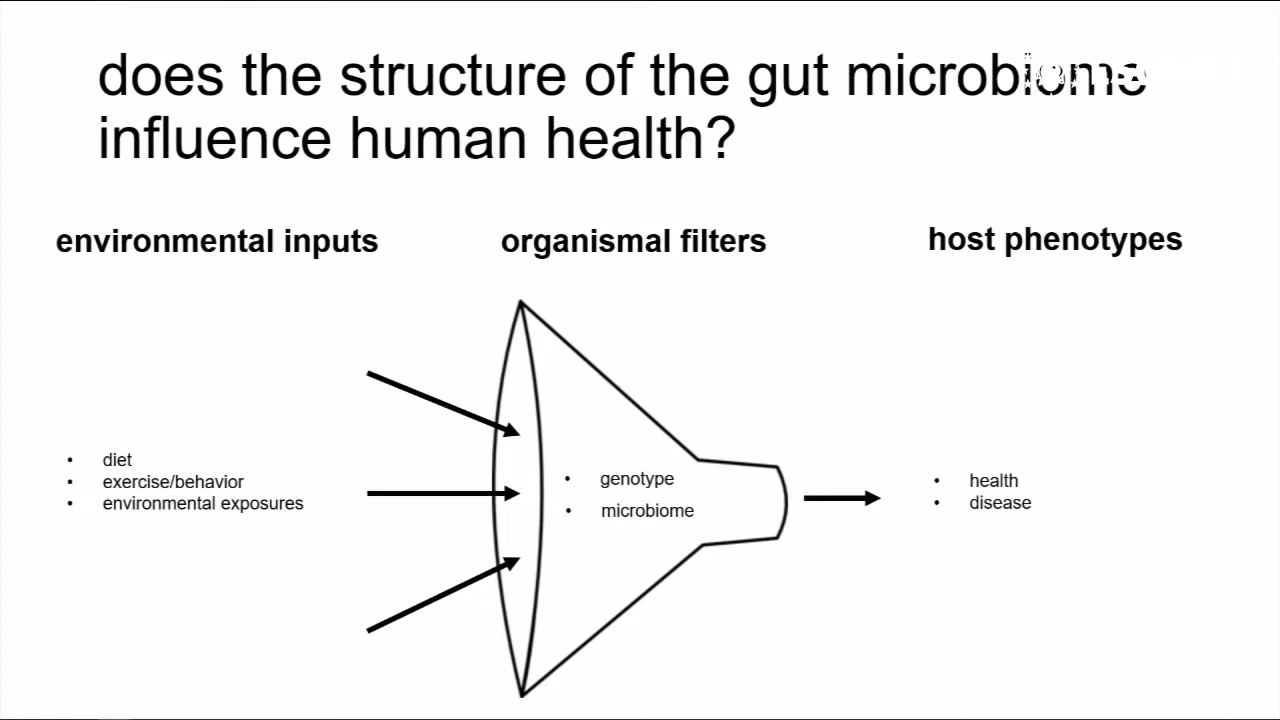 does the structure of the gut microbiome
influence human health?
environmental inputs
organismal filters
host phenotypes
• diet
• exercise/behavior
• environmental exposures
• genotype
• microbiome
• health
• disease